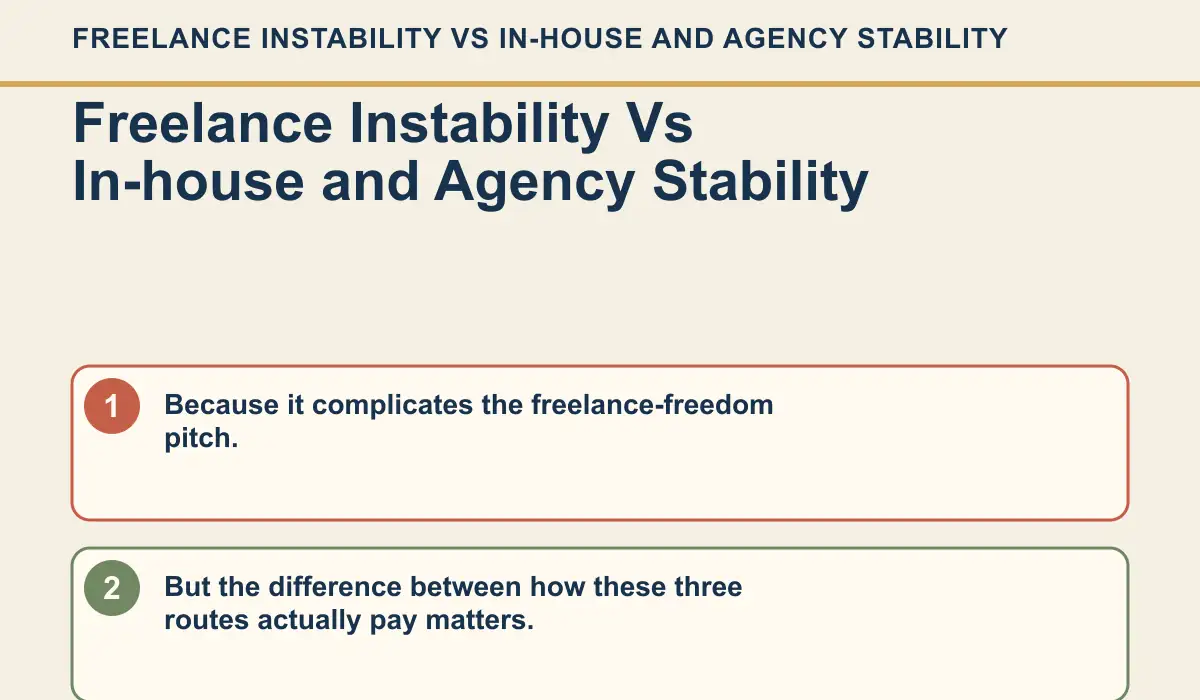 FREELANCE INSTABILITY VS IN-HOUSE AND AGENCY STABILITY
Freelance Instability Vs
In-house and Agency Stability
1
Because it complicates the freelance-freedom
pitch.
2
But the difference between how these three
routes actually pay matters.